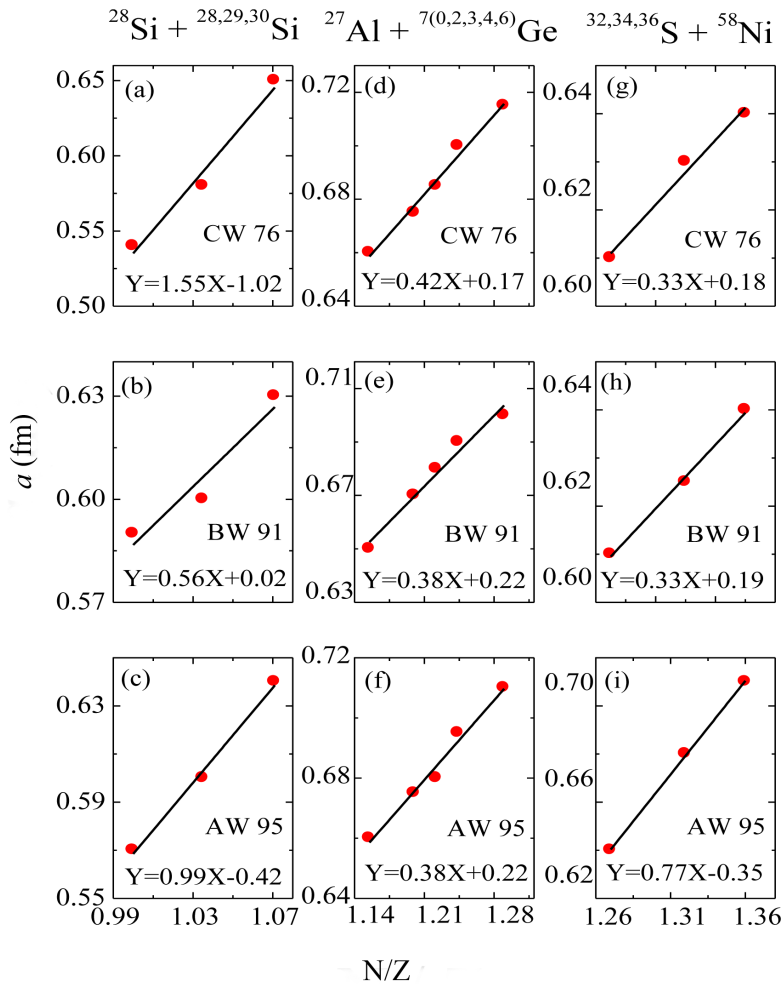 ²⁸Si + ²⁸,²⁹,³⁰Si
²⁷Al + ⁷⁽⁰,²,³,⁴,⁶⁾Ge
³²,³⁴,³⁶S + ⁵⁸Ni
(a)
0.65
0.60
0.55
0.50
CW 76
Y=1.55X-1.02
(d)
0.72
0.68
0.64
CW 76
Y=0.42X+0.17
(g)
0.64
0.62
0.60
CW 76
Y=0.33X+0.18
a (fm)
(b)
0.63
0.60
0.57
BW 91
Y=0.56X+0.02
(e)
0.71
0.67
0.63
BW 91
Y=0.38X+0.22
(h)
0.64
0.62
0.60
BW 91
Y=0.33X+0.19
(c)
0.63
0.59
0.55
AW 95
Y=0.99X-0.42
0.99 1.03 1.07
(f)
0.72
0.68
0.64
AW 95
Y=0.38X+0.22
1.14 1.21 1.28
(i)
0.70
0.66
0.62
AW 95
Y=0.77X-0.35
1.26 1.31 1.36
N/Z